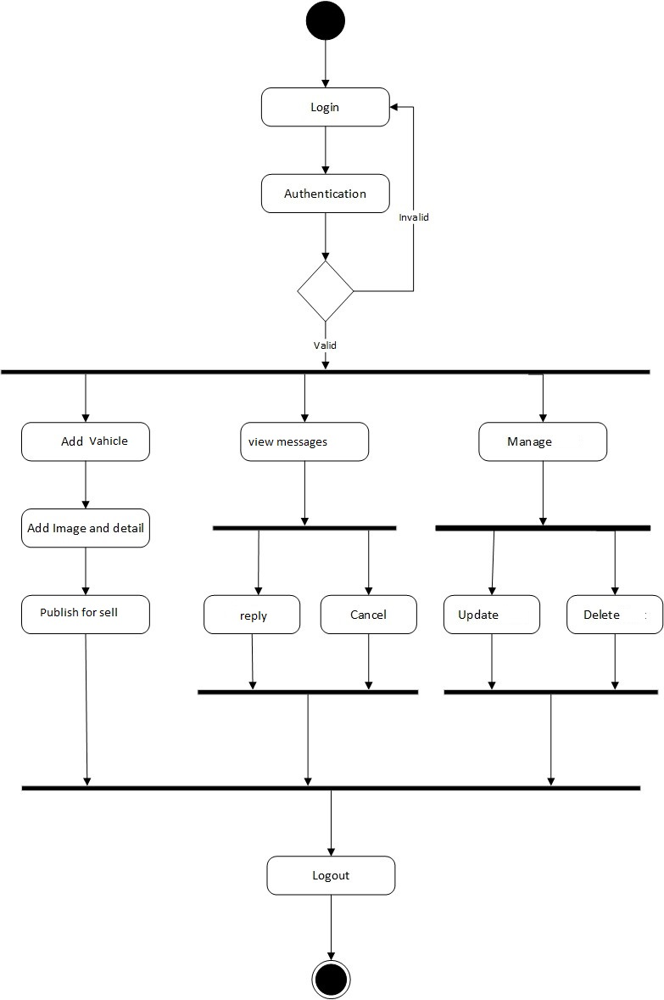 Login
Authentication
Invalid
Valid
Add Vahicle
view messages
Manage
Add Image and detail
Publish for sell
reply
Cancel
Update
Delete :
Logout